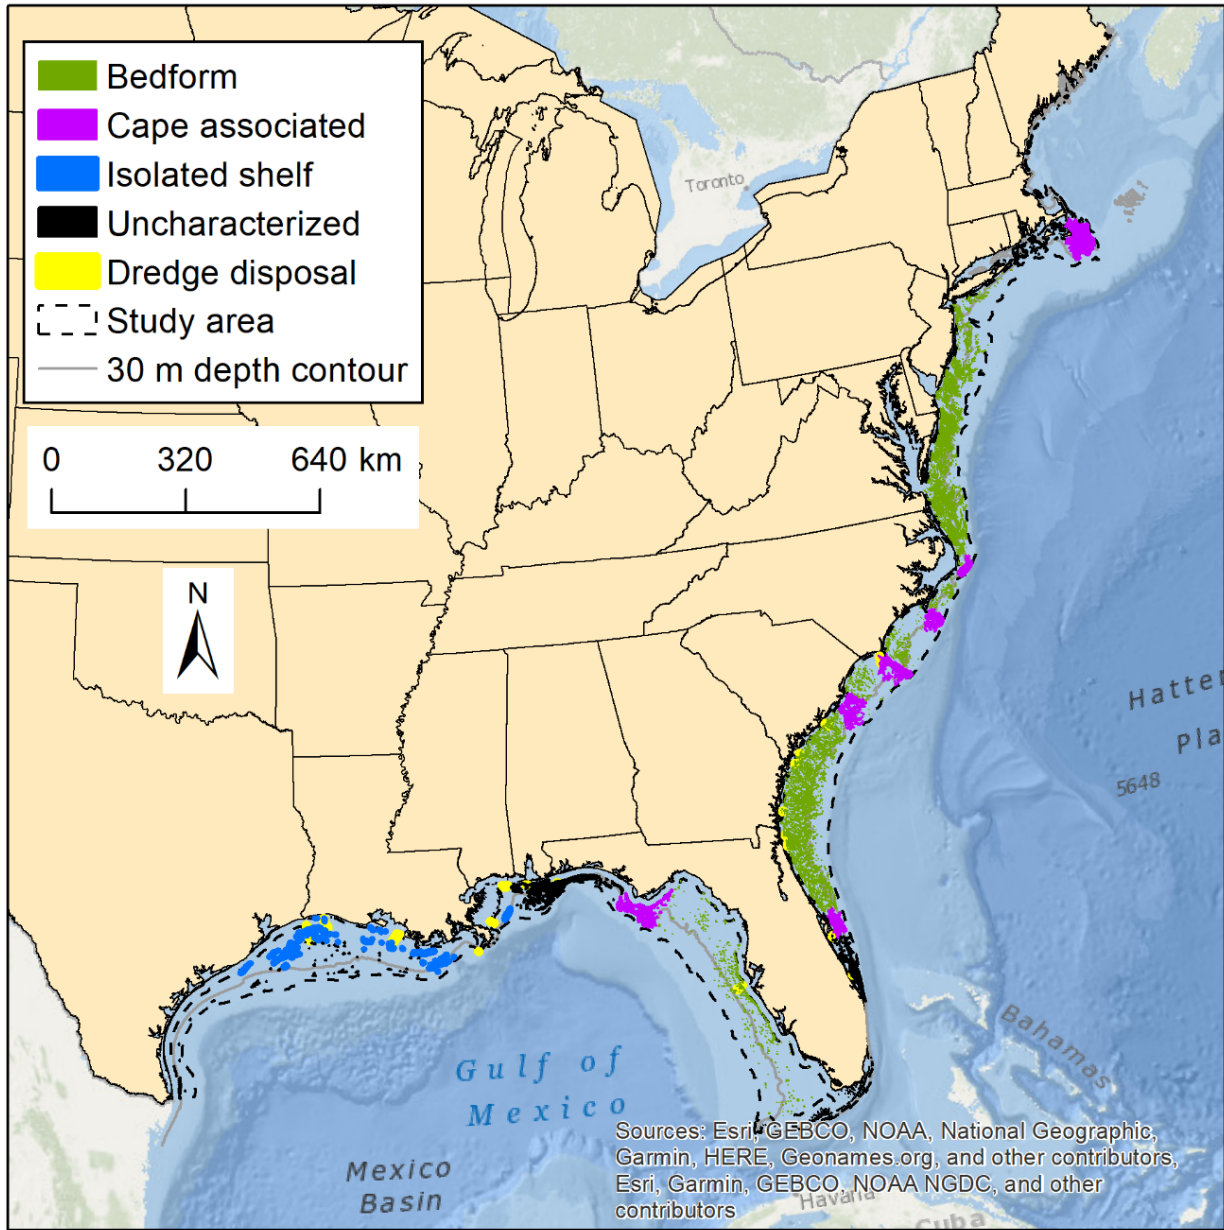 Bedform
Cape associated
Isolated shelf
Uncharacterized
Dredge disposal
Study area
30 m depth contour
0 320 640 km
N
Toronto
Hatter
Pla
5648
Bahamas
Gulf of
Mexico
Mexico
Basin
Sources: Esri, GEBCO, NOAA, National Geographic,
Garmin, HERE, Geonames.org, and other contributors,
Esri, Garmin, GEBCO, NOAA NGDC, and other
contributors
Havana
Cuba